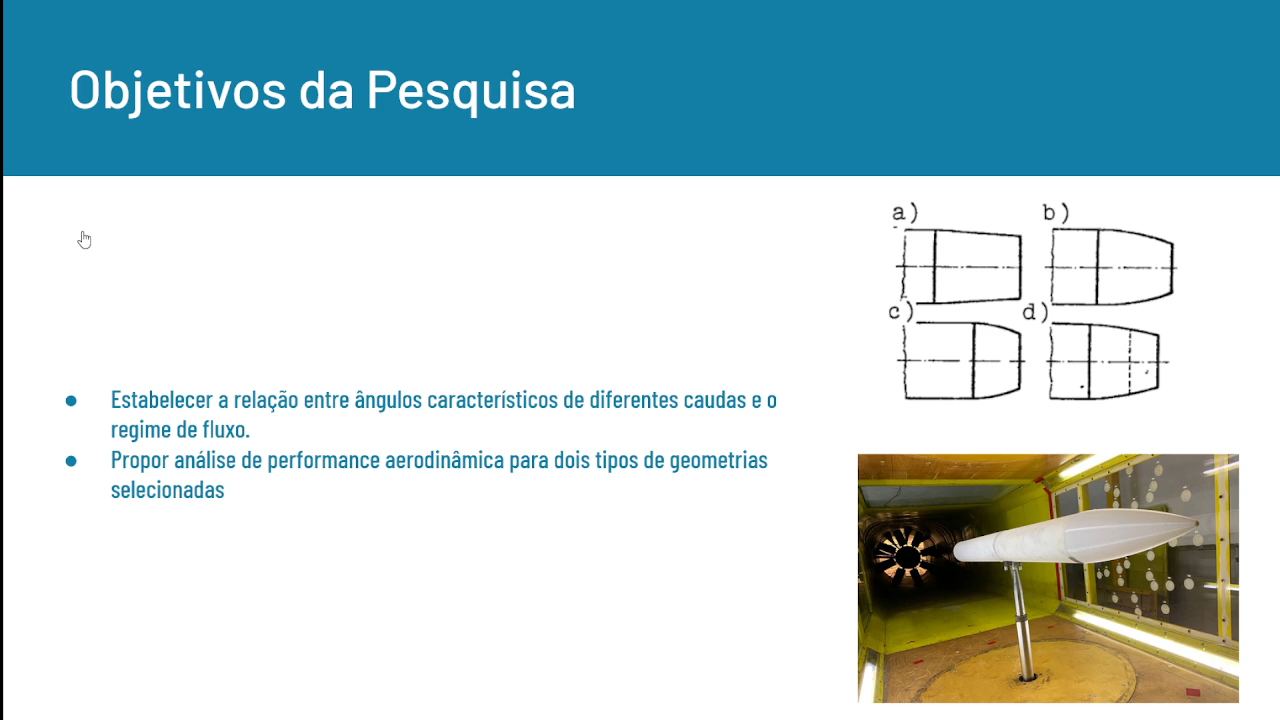 Objetivos da Pesquisa
● Estabelecer a relação entre ângulos característicos de diferentes caudas e o
regime de fluxo.
● Propor análise de performance aerodinâmica para dois tipos de geometrias
selecionadas
a)
b)
c)
d)